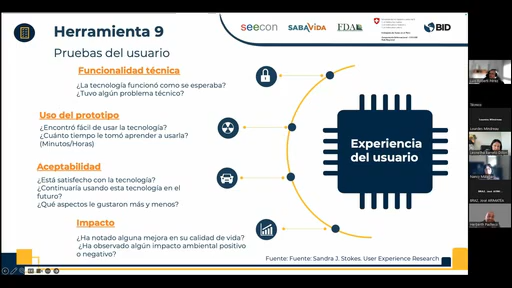 Herramienta 9
seecon
SABAVIDA
FDAL
BID
Pruebas del usuario
Funcionalidad técnica
¿La tecnología funcionó como se esperaba?
¿Tuvo algún problema técnico?
Uso del prototipo
¿Encontró fácil de usar la tecnología?
¿Cuánto tiempo le tomó aprender a usarla?
(Minutos/Horas)
Aceptabilidad
¿Está satisfecho con la tecnología?
¿Continuaría usando esta tecnología en el
futuro?
¿Qué aspectos le gustaron más y menos?
Impacto
¿Ha notado alguna mejora en su calidad de vida?
¿Ha observado algún impacto ambiental positivo
o negativo?
Experiencia
del usuario
Fuente: Fuente: Sandra J. Stokes. User Experience Research